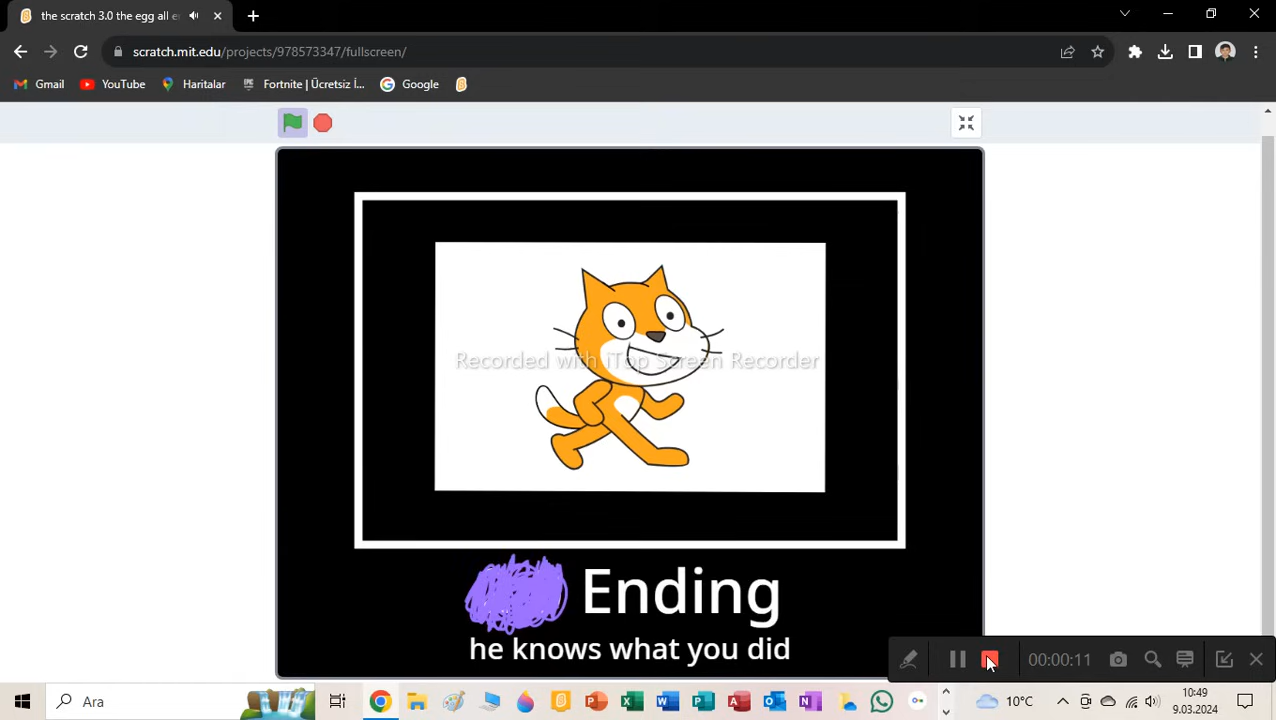 the scratch 3.0 the egg all e
scratch.mit.edu/projects/978573347/fullscreen/
Gmail
YouTube
Haritalar
Fortnite | Ücretsiz İ...
Google
Recorded with iTop Screen Recorder
Ending
he knows what you did
00:00:11
Ara
10°C
10:49
9.03.2024